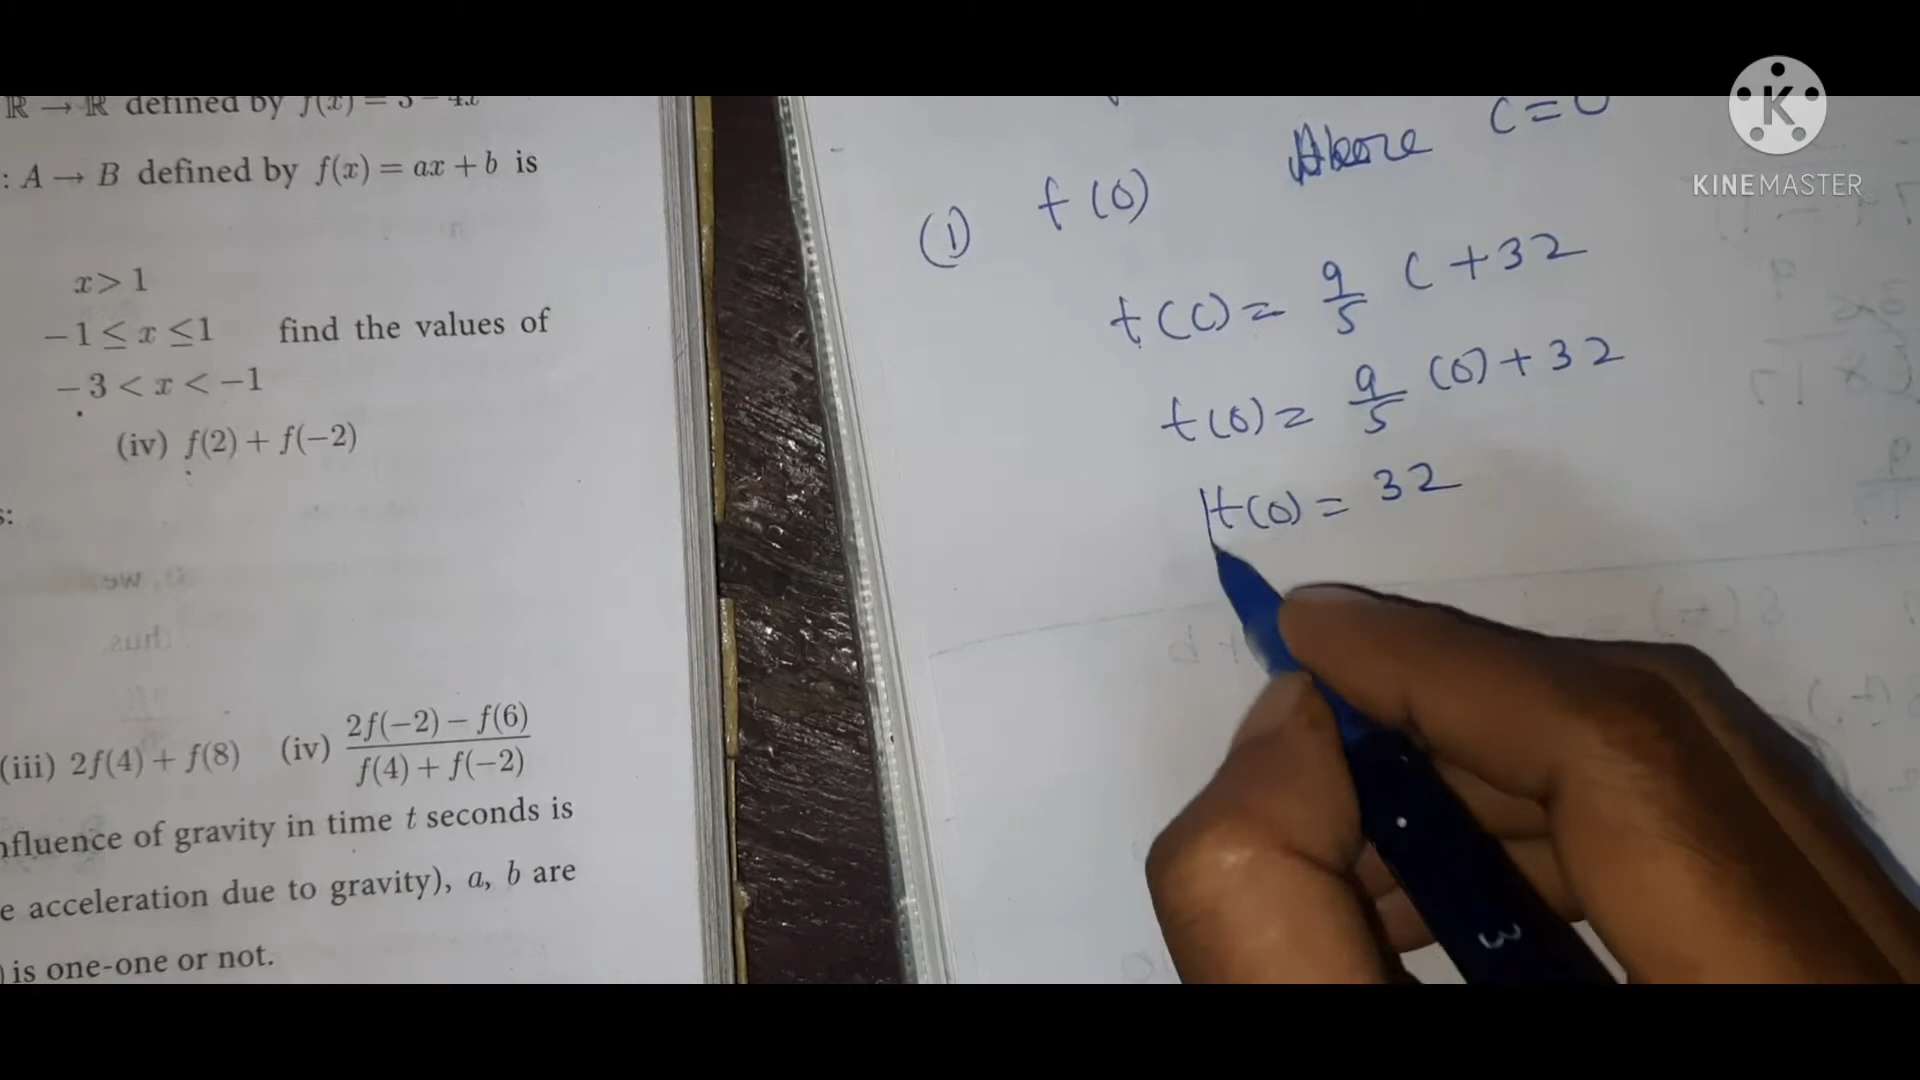 ℝ → ℝ defined by f(x) = 3 − 4x
: A → B defined by f(x) = ax + b is
x > 1
−1 ≤ x ≤ 1 find the values of
−3 < x < −1
(iv) f(2) + f(−2)
s:
(iii) 2f(4) + f(8) (iv) 2f(−2) − f(6) / f(4) + f(−2)
nfluence of gravity in time t seconds is
e acceleration due to gravity), a, b are
) is one-one or not.
C = 0
(1) t(0)
t(C) = 9/5 C + 32
t(0) = 9/5 (0) + 32
t(0) = 32
KINEMASTER